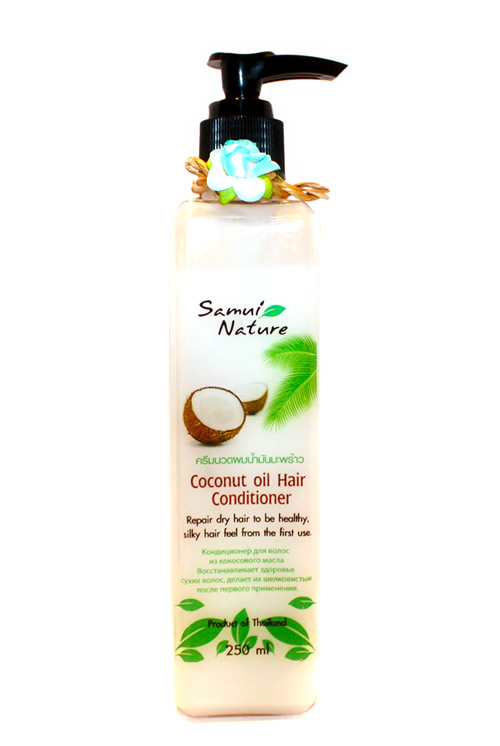 Samui
Nature
ครีมนวดผมน้ำมันมะพร้าว
Coconut oil Hair
Conditioner
Repair dry hair to be healthy,
silky hair feel from the first use.
Кондиционер для волос
из кокосового масла
Восстанавливает здоровье
сухих волос, делает их шелковистыми
после первого применения.
Product of Thailand
250 ml